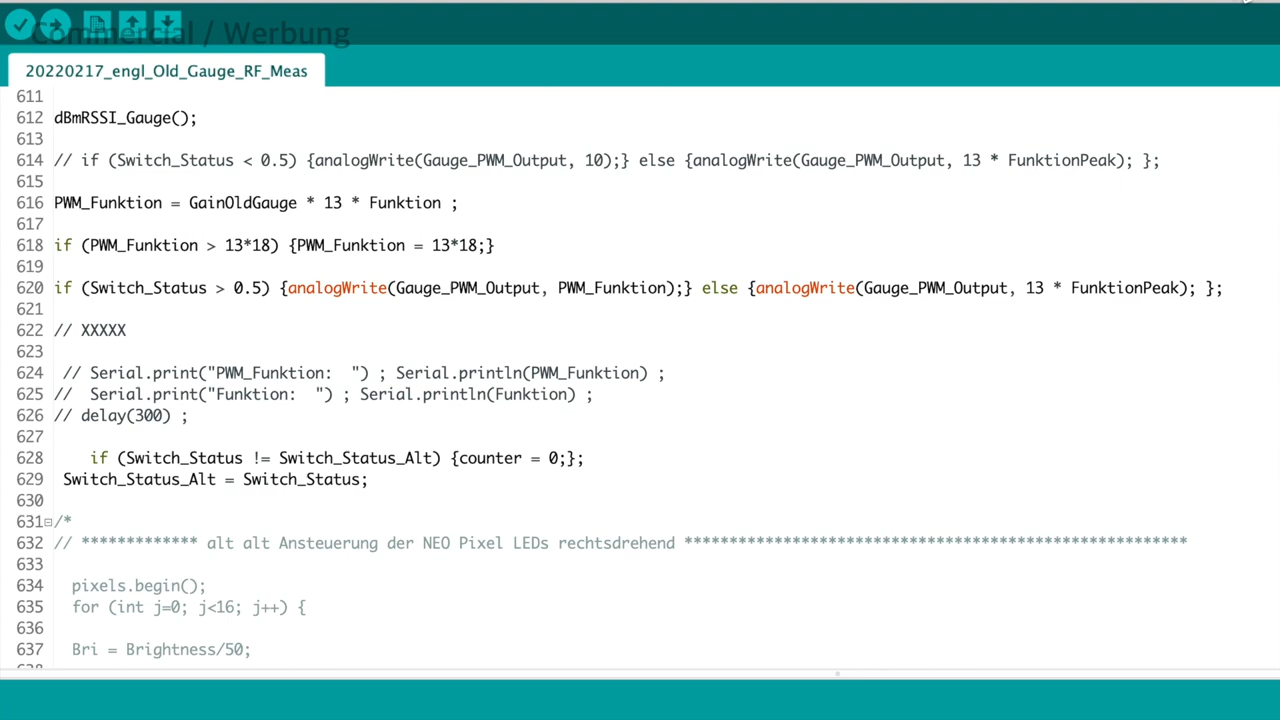 Commercial / Werbung
20220217_engl_Old_Gauge_RF_Meas
611
612 dBmRSSI_Gauge();
613
614 // if (Switch_Status < 0.5) {analogWrite(Gauge_PWM_Output, 10);} else {analogWrite(Gauge_PWM_Output, 13 * FunktionPeak); };
615
616 PWM_Funktion = GainOldGauge * 13 * Funktion ;
617
618 if (PWM_Funktion > 13*18) {PWM_Funktion = 13*18;}
619
620 if (Switch_Status > 0.5) {analogWrite(Gauge_PWM_Output, PWM_Funktion);} else {analogWrite(Gauge_PWM_Output, 13 * FunktionPeak); };
621
622 // XXXXX
623
624 // Serial.print("PWM_Funktion:  ") ; Serial.println(PWM_Funktion) ;
625 //  Serial.print("Funktion:  ") ; Serial.println(Funktion) ;
626 // delay(300) ;
627
628 if (Switch_Status != Switch_Status_Alt) {counter = 0;};
629 Switch_Status_Alt = Switch_Status;
630
631 /*
632 // ************* alt alt Ansteuerung der NEO Pixel LEDs rechtsdrehend ********************************************************
633
634 pixels.begin();
635 for (int j=0; j<16; j++) {
636
637 Bri = Brightness/50;